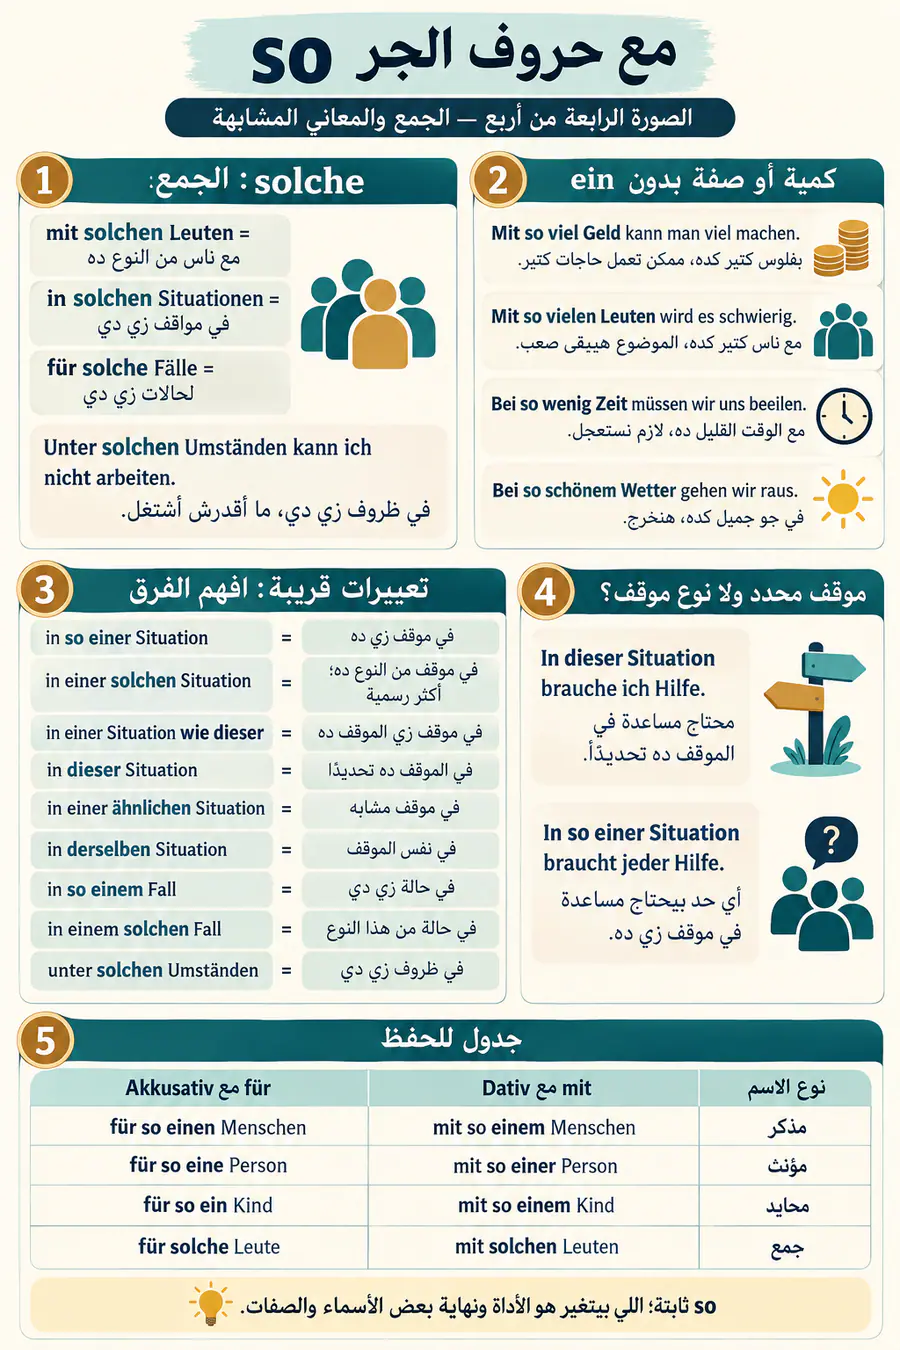 so مع حروف الجر
الصورة الرابعة من أربع — الجمع والمعاني المشابهة
1
solche : الجمع:
mit solchen Leuten =
مع ناس من النوع ده
in solchen Situationen =
في مواقف زي دي
für solche Fälle =
لحالات زي دي
Unter solchen Umständen kann ich
nicht arbeiten.
في ظروف زي دي، ما أقدرش أشتغل.
2
كمية أو صفة بدون ein
Mit so viel Geld kann man viel machen.
بفلوس كتير كده، ممكن تعمل حاجات كتير.
Mit so vielen Leuten wird es schwierig.
مع ناس كتير كده، الموضوع هيبقى صعب.
Bei so wenig Zeit müssen wir uns beeilen.
مع الوقت القليل ده، لازم نستعجل.
Bei so schönem Wetter gehen wir raus.
في جو جميل كده، هنخرج.
3
تعبيرات قريبة: افهم الفرق
in so einer Situation = في موقف زي ده
in einer solchen Situation = في موقف من النوع ده؛
أكثر رسمية
in einer Situation wie dieser = في موقف زي الموقف ده
in dieser Situation = في الموقف ده تحديدًا
in einer ähnlichen Situation = في موقف مشابه
in derselben Situation = في نفس الموقف
in so einem Fall = في حالة زي دي
in einem solchen Fall = في حالة من هذا النوع
unter solchen Umständen = في ظروف زي دي
4
موقف محدد ولا نوع موقف؟
In dieser Situation
brauche ich Hilfe.
محتاج مساعدة في
الموقف ده تحديدًا.
In so einer Situation
braucht jeder Hilfe.
?
أي حد بيحتاج مساعدة
في موقف زي ده.
5
جدول للحفظ
نوع الاسم Dativ مع mit Akkusativ مع für
مذكر mit so einem Menschen für so einen Menschen
مؤنث mit so einer Person für so eine Person
محايد mit so einem Kind für so ein Kind
جمع mit solchen Leuten für solche Leute
so ثابتة؛ اللي بيتغير هو الأداة ونهاية بعض الأسماء والصفات.